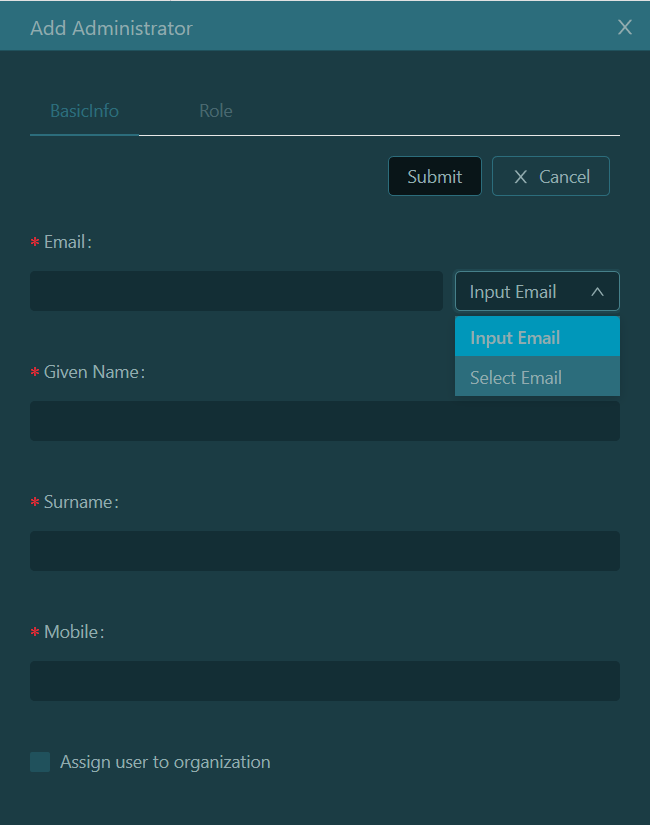 Add Administrator
BasicInfo Role
Submit Cancel
* Email:
Input Email
Input Email
Select Email
* Given Name:
* Surname:
* Mobile:
Assign user to organization